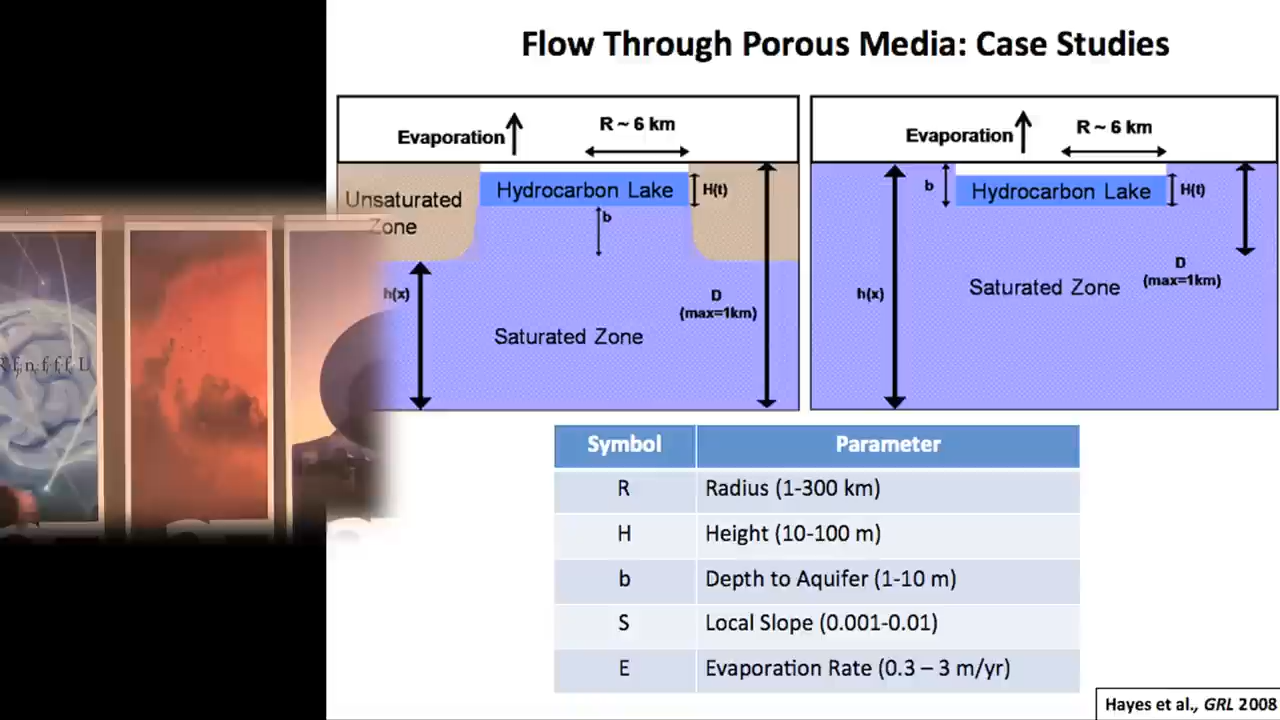 Flow Through Porous Media: Case Studies
Evaporation
R ~ 6 km
Unsaturated
Zone
Hydrocarbon Lake
H(t)
b
h(x)
D
(max=1km)
Saturated Zone
Evaporation
R ~ 6 km
b
Hydrocarbon Lake
H(t)
h(x)
D
(max=1km)
Saturated Zone
Symbol Parameter
R Radius (1-300 km)
H Height (10-100 m)
b Depth to Aquifer (1-10 m)
S Local Slope (0.001-0.01)
E Evaporation Rate (0.3 – 3 m/yr)
Hayes et al., GRL 2008